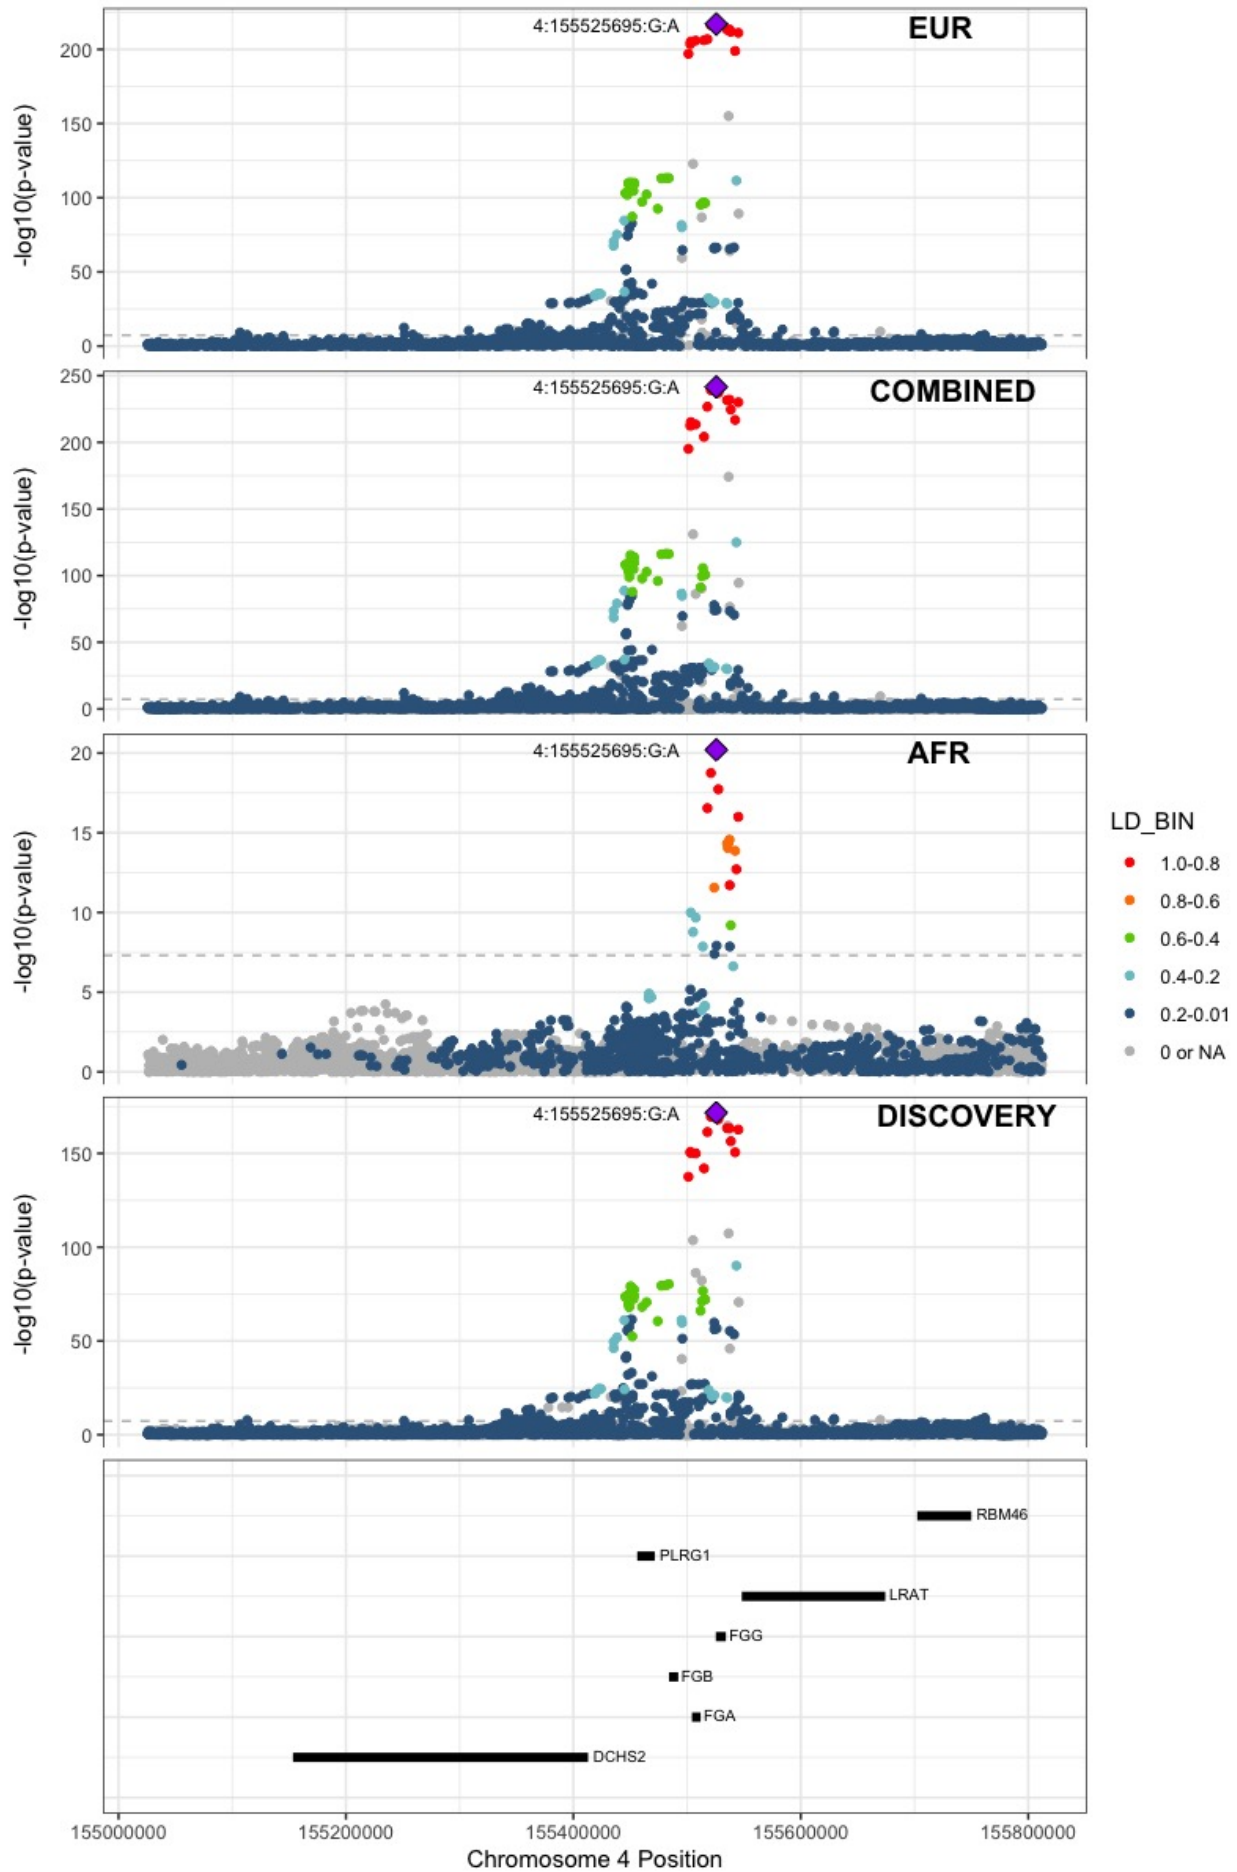 4:155525695:G:A
EUR
-log10(p-value)
200
150
100
50
0
4:155525695:G:A
COMBINED
-log10(p-value)
250
200
150
100
50
0
4:155525695:G:A
AFR
-log10(p-value)
20
15
10
5
0
LD_BIN
1.0-0.8
0.8-0.6
0.6-0.4
0.4-0.2
0.2-0.01
0 or NA
4:155525695:G:A
DISCOVERY
-log10(p-value)
150
100
50
0
RBM46
PLRG1
LRAT
FGG
FGB
FGA
DCHS2
155000000 155200000 155400000 155600000 155800000
Chromosome 4 Position